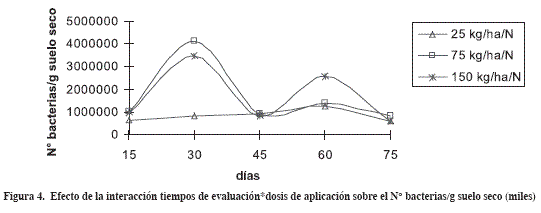 5000000
4000000
3000000
2000000
1000000
0
N° bacterias/g suelo seco
15 30 45 60 75
días
25 kg/ha/N
75 kg/ha/N
150 kg/ha/N
Figura 4. Efecto de la interacción tiempos de evaluación*dosis de aplicación sobre el N° bacterias/g suelo seco (miles)